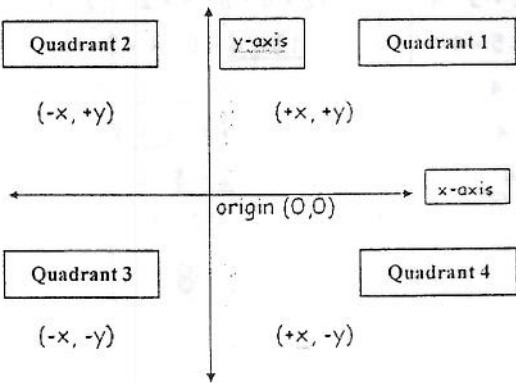 Quadrant 2
y-axis
Quadrant 1
(-x, +y)
(+x, +y)
x-axis
origin (0,0)
Quadrant 3
Quadrant 4
(-x, -y)
(+x, -y)